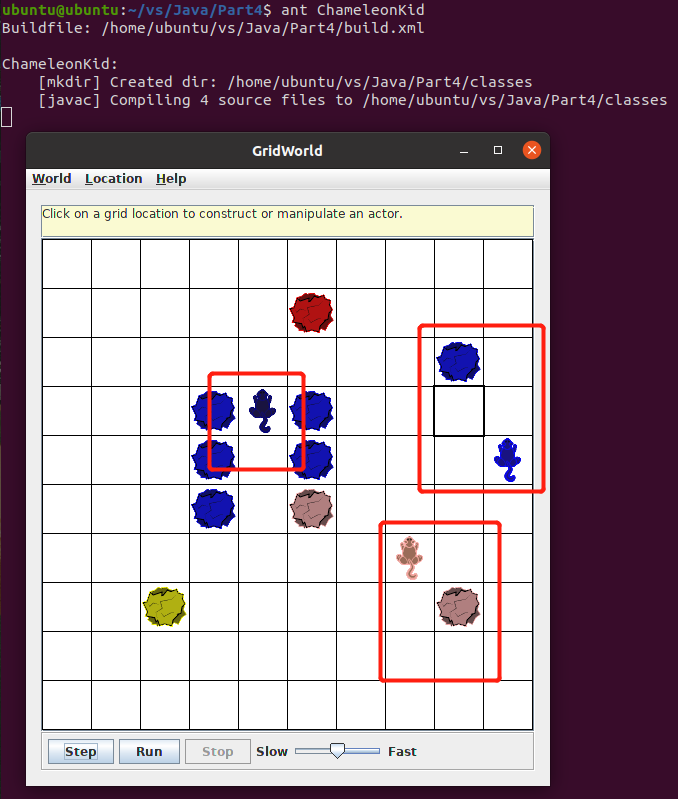 ubuntu@ubuntu:~/vs/Java/Part4$ ant ChameleonKid
Buildfile: /home/ubuntu/vs/Java/Part4/build.xml
ChameleonKid:
[mkdir] Created dir: /home/ubuntu/vs/Java/Part4/classes
[javac] Compiling 4 source files to /home/ubuntu/vs/Java/Part4/classes
GridWorld
World Location Help
Click on a grid location to construct or manipulate an actor.
Step Run Stop Slow Fast